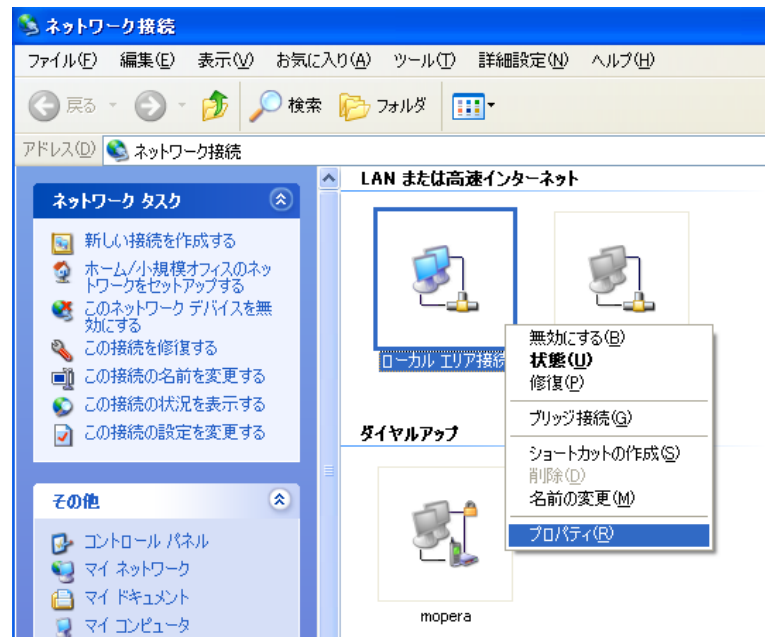 ネットワーク接続
ファイル(F) 編集(E) 表示(V) お気に入り(A) ツール(T) 詳細設定(N) ヘルプ(H)
戻る 検索 フォルダ
アドレス(D) ネットワーク接続
ネットワーク タスク
新しい接続を作成する
ホーム/小規模オフィスのネッ
トワークをセットアップする
このネットワーク デバイスを無
効にする
この接続を修復する
この接続の名前を変更する
この接続の状況を表示する
この接続の設定を変更する
その他
コントロール パネル
マイ ネットワーク
マイ ドキュメント
マイ コンピュータ
LAN または高速インターネット
ローカル エリア接続
無効にする(B)
状態(U)
修復(P)
ブリッジ接続(G)
ショートカットの作成(S)
削除(D)
名前の変更(M)
プロパティ(R)
ダイヤルアップ
mopera